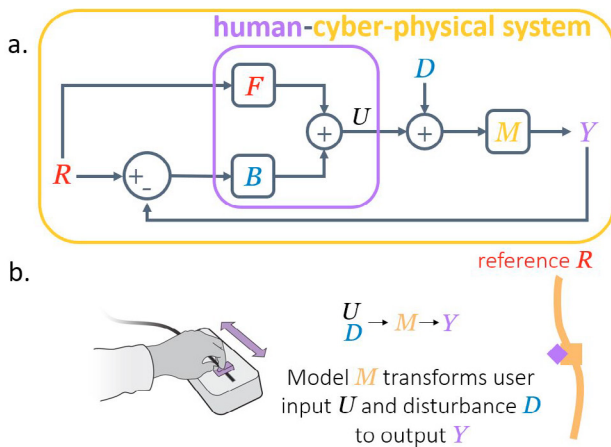 a.
human-cyber-physical system
F
D
U
+
+
M
Y
R
+
-
B
b.
reference R
U
D → M → Y
Model M transforms user
input U and disturbance D
to output Y